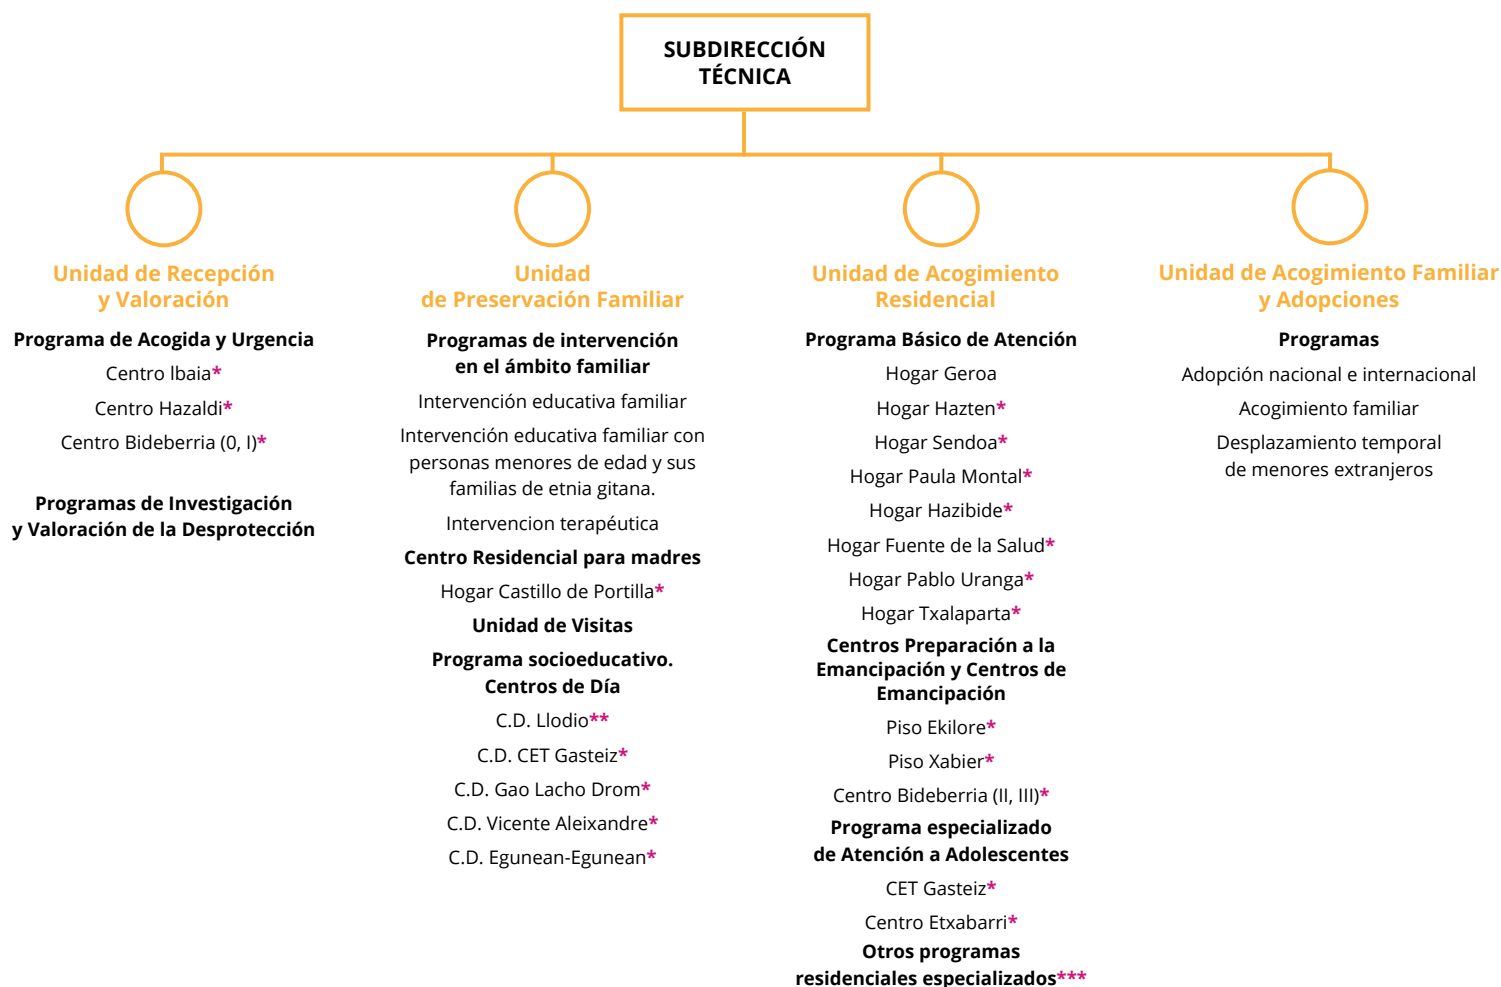 SUBDIRECCIÓN
TÉCNICA
Unidad de Recepción
y Valoración
Programa de Acogida y Urgencia
Centro Ibaia*
Centro Hazaldi*
Centro Bideberria (0, I)*
Programas de Investigación
y Valoración de la Desprotección
Unidad
de Preservación Familiar
Programas de intervención
en el ámbito familiar
Intervención educativa familiar
Intervención educativa familiar con
personas menores de edad y sus
familias de etnia gitana.
Intervencion terapéutica
Centro Residencial para madres
Hogar Castillo de Portilla*
Unidad de Visitas
Programa socioeducativo.
Centros de Día
C.D. Llodio**
C.D. CET Gasteiz*
C.D. Gao Lacho Drom*
C.D. Vicente Aleixandre*
C.D. Egunean-Egunean*
Unidad de Acogimiento
Residencial
Programa Básico de Atención
Hogar Geroa
Hogar Hazten*
Hogar Sendoa*
Hogar Paula Montal*
Hogar Hazibide*
Hogar Fuente de la Salud*
Hogar Pablo Uranga*
Hogar Txalaparta*
Centros Preparación a la
Emancipación y Centros de
Emancipación
Piso Ekilore*
Piso Xabier*
Centro Bideberria (II, III)*
Programa especializado
de Atención a Adolescentes
CET Gasteiz*
Centro Etxabarri*
Otros programas
residenciales especializados***
Unidad de Acogimiento Familiar
y Adopciones
Programas
Adopción nacional e internacional
Acogimiento familiar
Desplazamiento temporal
de menores extranjeros